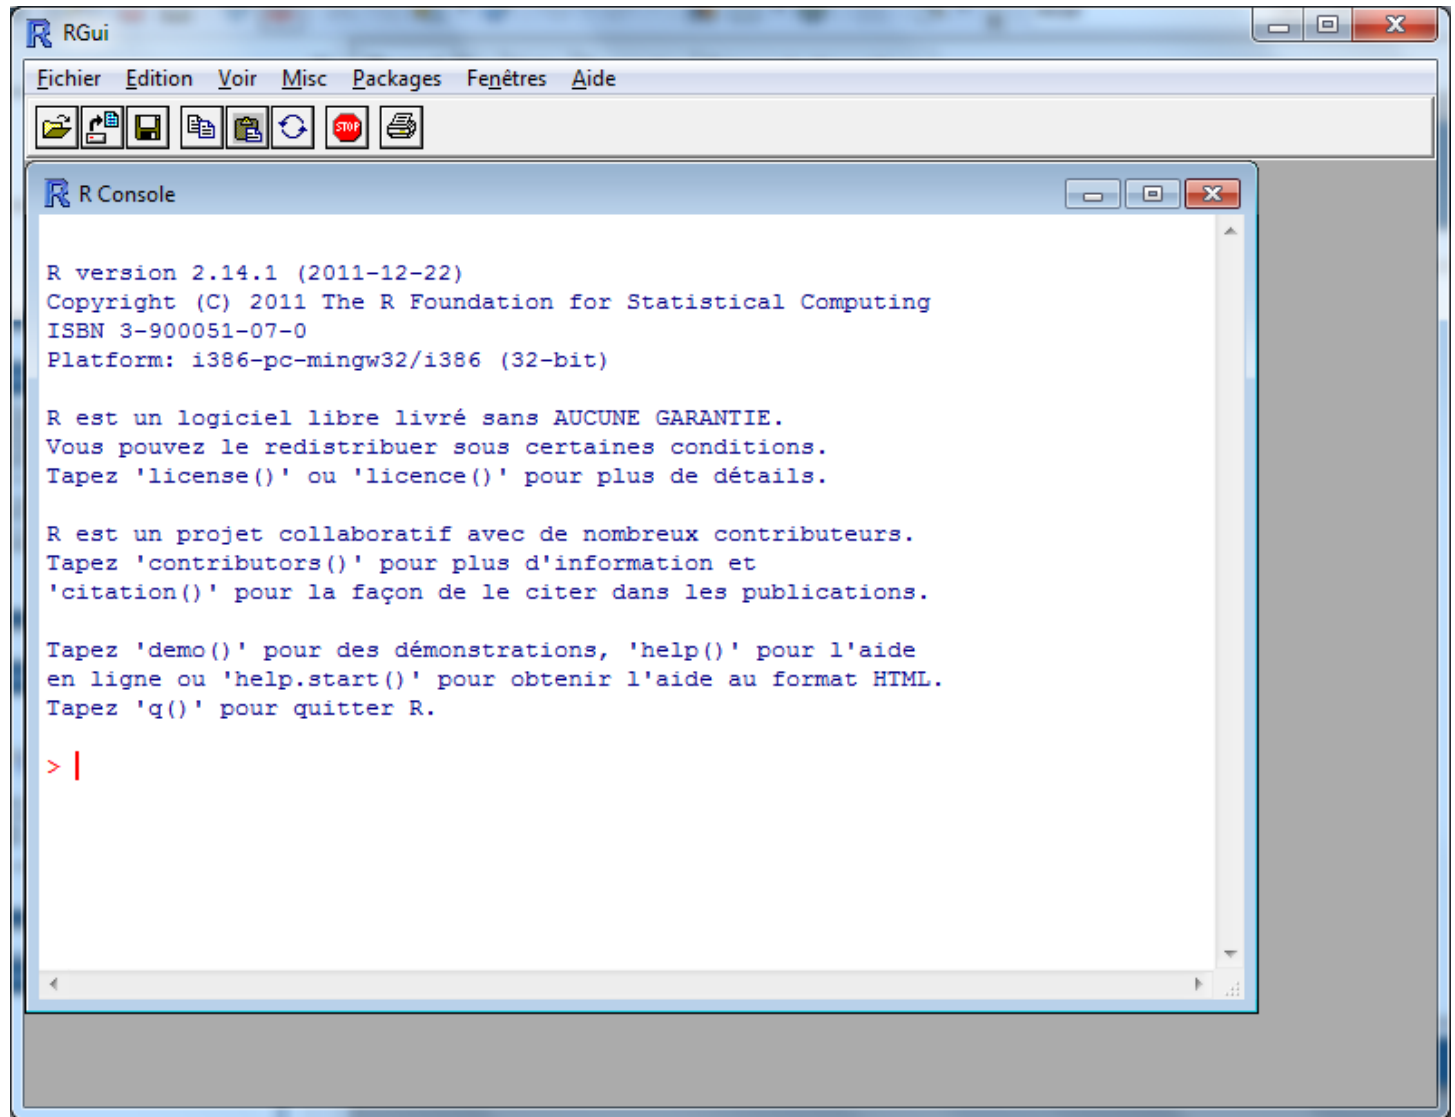 RGui
Fichier Edition Voir Misc Packages Fenêtres Aide
STOP
R Console
R version 2.14.1 (2011-12-22)
Copyright (C) 2011 The R Foundation for Statistical Computing
ISBN 3-900051-07-0
Platform: i386-pc-mingw32/i386 (32-bit)
R est un logiciel libre livré sans AUCUNE GARANTIE.
Vous pouvez le redistribuer sous certaines conditions.
Tapez 'license()' ou 'licence()' pour plus de détails.
R est un projet collaboratif avec de nombreux contributeurs.
Tapez 'contributors()' pour plus d'information et
'citation()' pour la façon de le citer dans les publications.
Tapez 'demo()' pour des démonstrations, 'help()' pour l'aide
en ligne ou 'help.start()' pour obtenir l'aide au format HTML.
Tapez 'q()' pour quitter R.
>